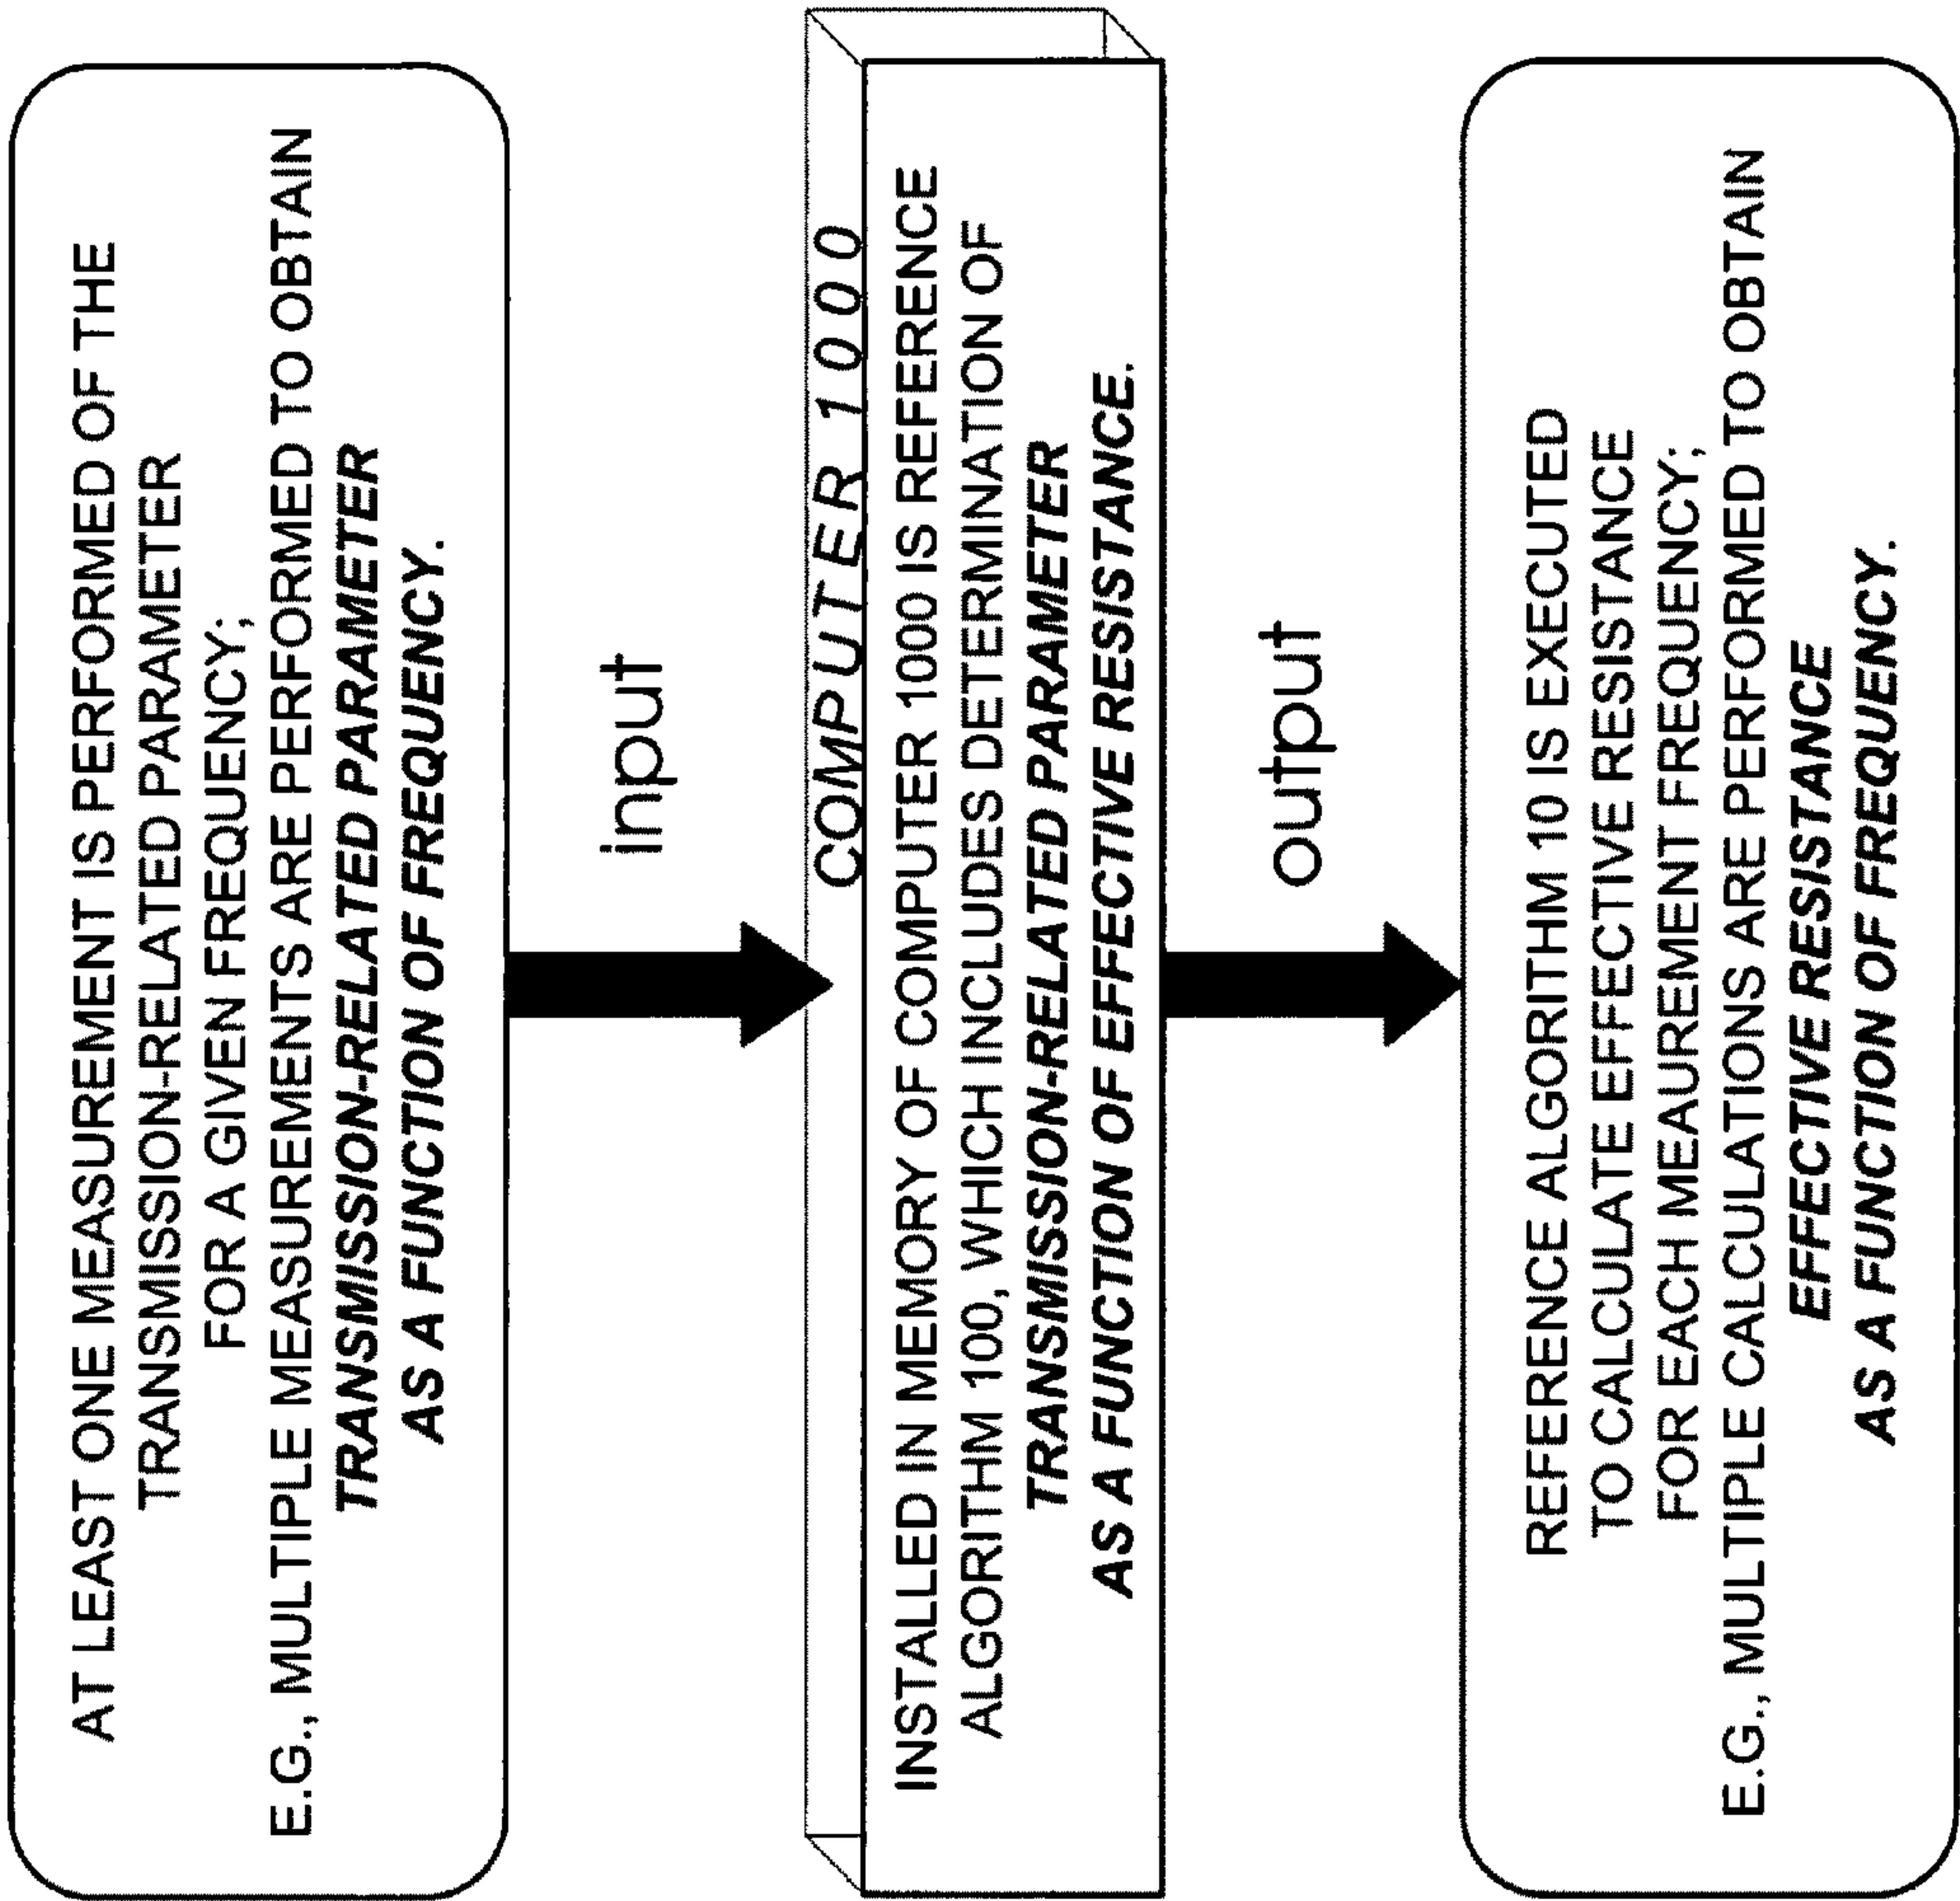 AT LEAST ONE MEASUREMENT IS PERFORMED OF THE
TRANSMISSION-RELATED PARAMETER
FOR A GIVEN FREQUENCY;
E.G., MULTIPLE MEASUREMENTS ARE PERFORMED TO OBTAIN
TRANSMISSION-RELATED PARAMETER
AS A FUNCTION OF FREQUENCY.
input
COMPUTER 1000
INSTALLED IN MEMORY OF COMPUTER 1000 IS REFERENCE
ALGORITHM 100, WHICH INCLUDES DETERMINATION OF
TRANSMISSION-RELATED PARAMETER
AS A FUNCTION OF EFFECTIVE RESISTANCE.
output
REFERENCE ALGORITHM 10 IS EXECUTED
TO CALCULATE EFFECTIVE RESISTANCE
FOR EACH MEAUREMENT FREQUENCY;
E.G., MULTIPLE CALCULATIONS ARE PERFORMED TO OBTAIN
EFFECTIVE RESISTANCE
AS A FUNCTION OF FREQUENCY.